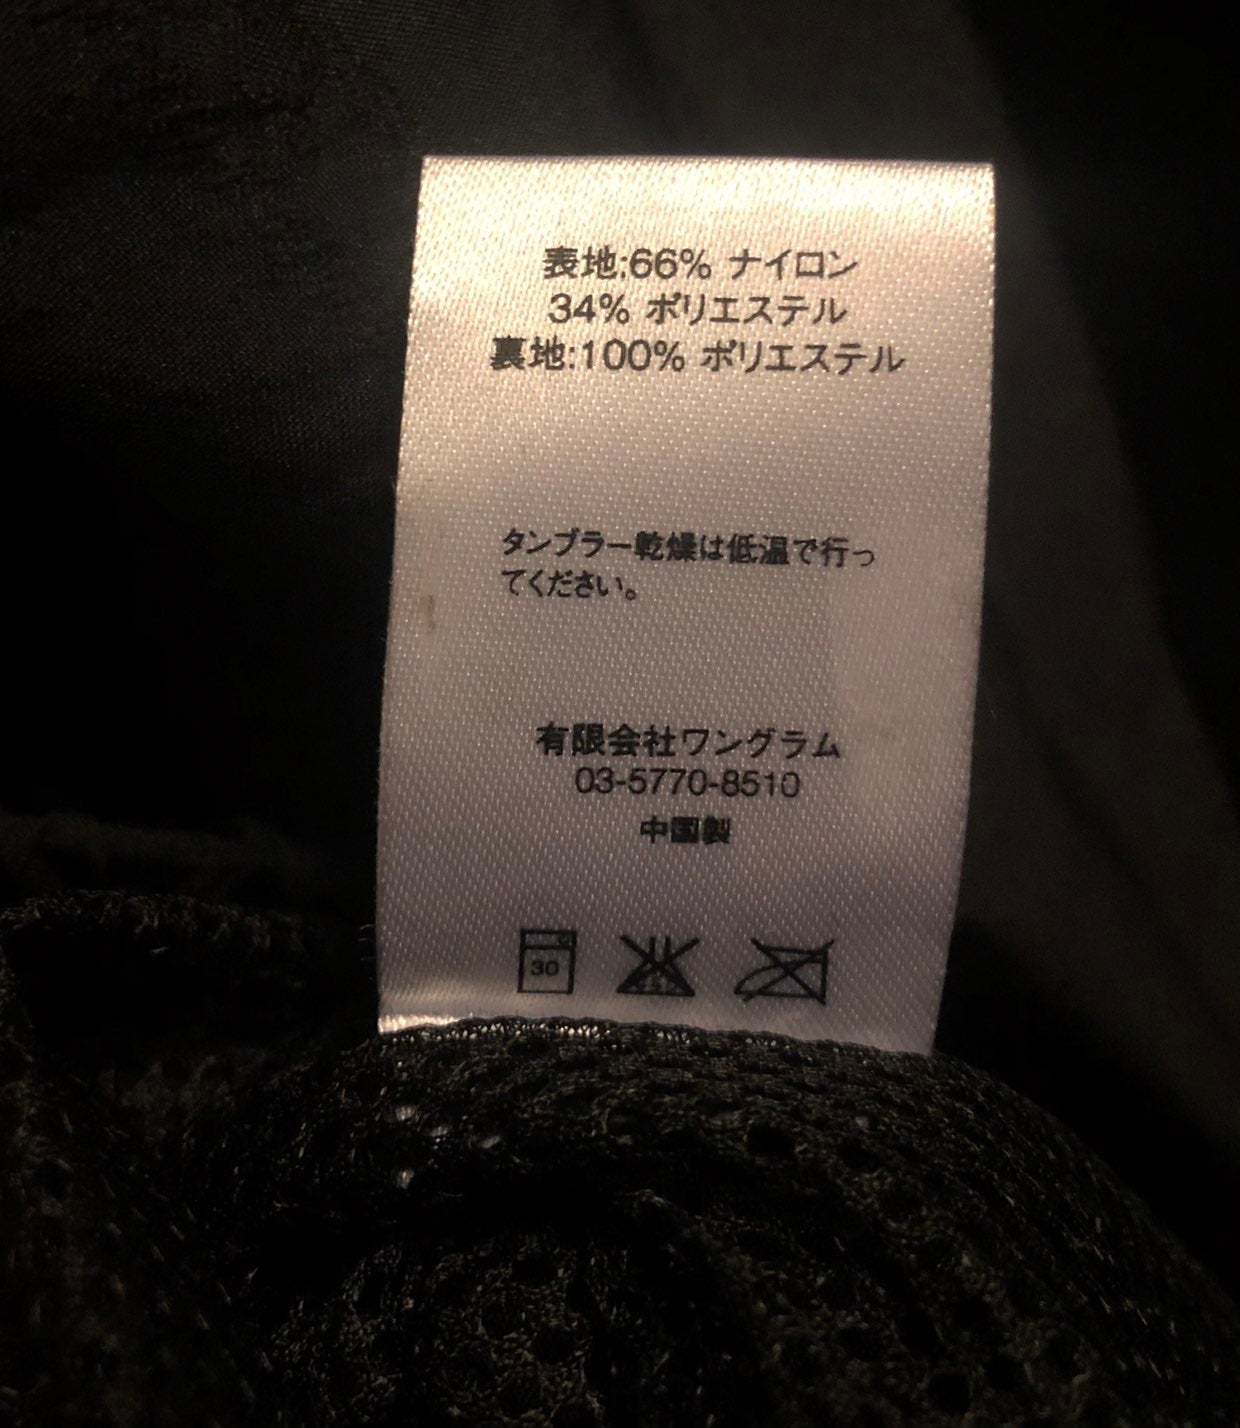 表地:66% ナイロン
34% ポリエステル
裏地:100% ポリエステル
タンブラー乾燥は低温で行っ
てください。
有限会社ワングラム
03-5770-8510
中国製
30